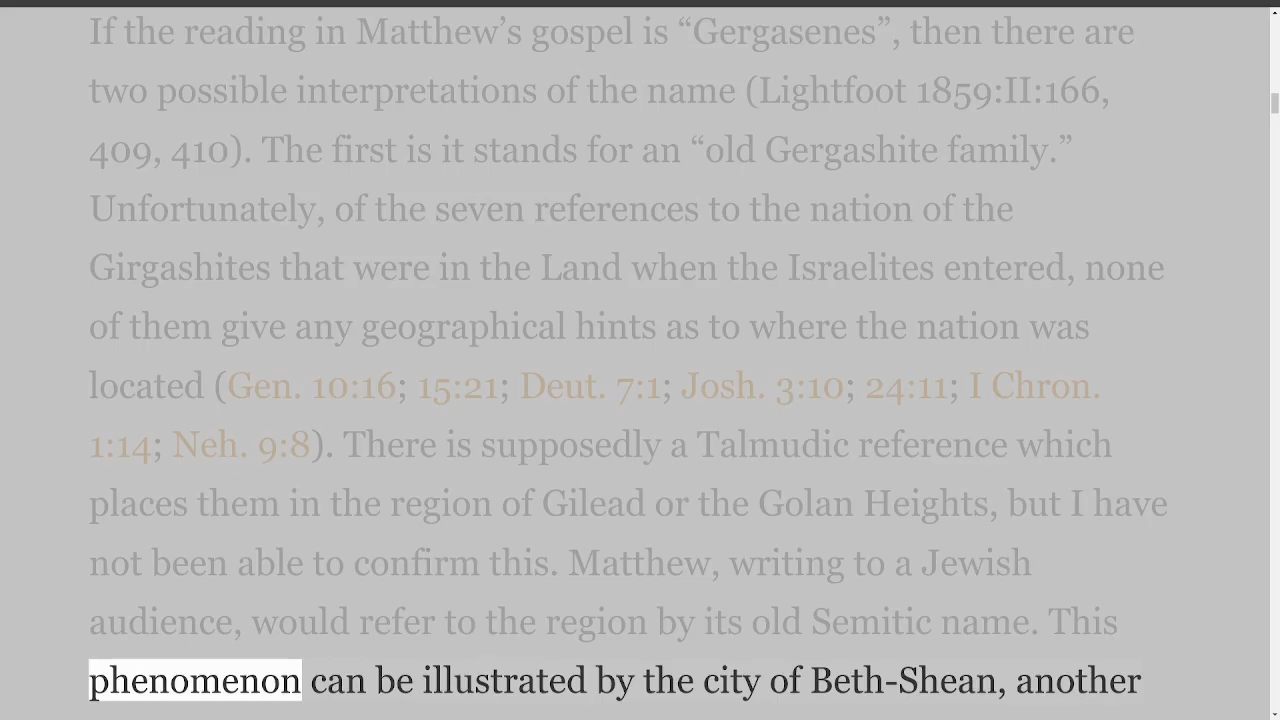 If the reading in Matthew’s gospel is “Gergasenes”, then there are
two possible interpretations of the name (Lightfoot 1859:II:166,
409, 410). The first is it stands for an “old Gergashite family.”
Unfortunately, of the seven references to the nation of the
Girgashites that were in the Land when the Israelites entered, none
of them give any geographical hints as to where the nation was
located (Gen. 10:16; 15:21; Deut. 7:1; Josh. 3:10; 24:11; I Chron.
1:14; Neh. 9:8). There is supposedly a Talmudic reference which
places them in the region of Gilead or the Golan Heights, but I have
not been able to confirm this. Matthew, writing to a Jewish
audience, would refer to the region by its old Semitic name. This
phenomenon can be illustrated by the city of Beth-Shean, another